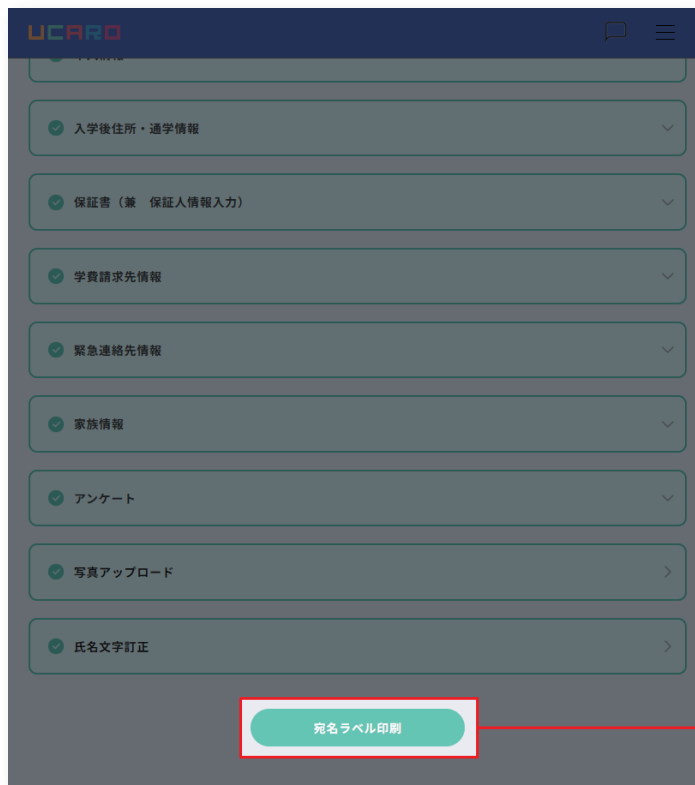 UCARO
入学後住所・通学情報
保証書（兼　保証人情報入力）
学費請求先情報
緊急連絡先情報
家族情報
アンケート
写真アップロード
氏名文字訂正
宛名ラベル印刷